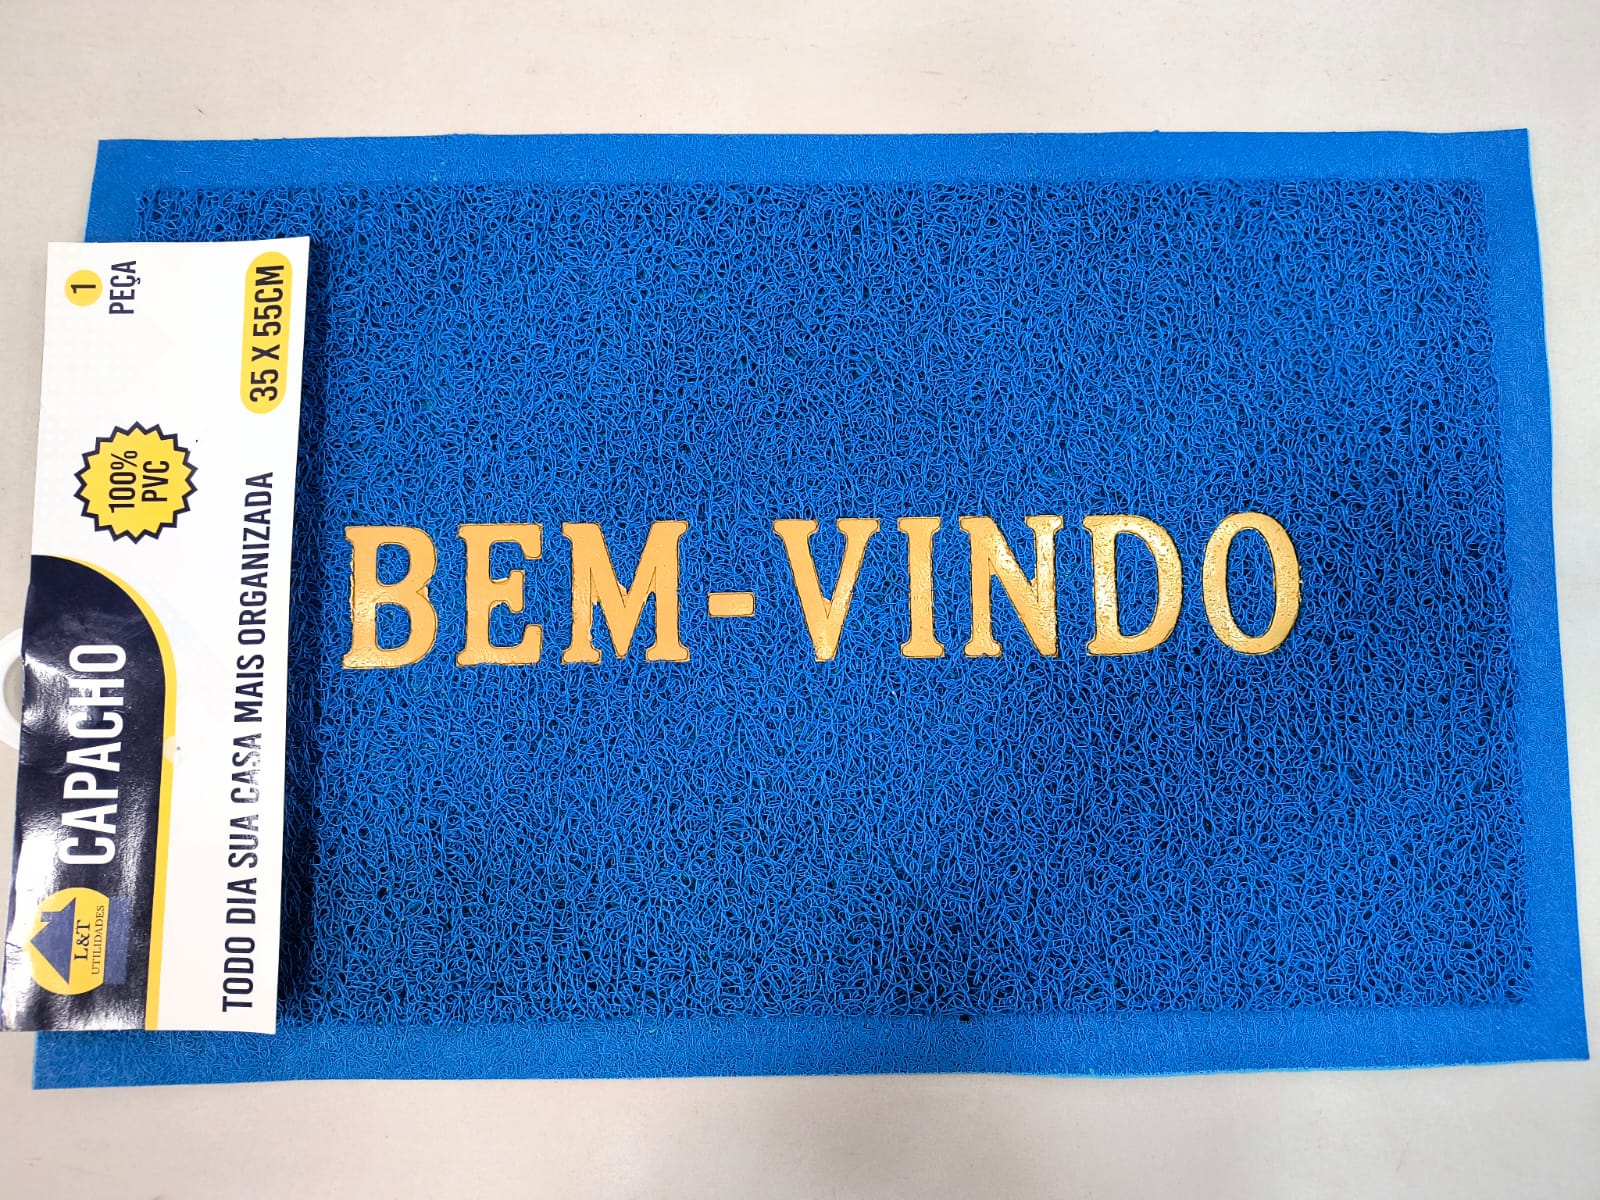 BEM-VINDO
L&T
UTILIDADES
CAPACHO
100%
PVC
1
PEÇA
TODO DIA SUA CASA MAIS ORGANIZADA
35 X 55CM